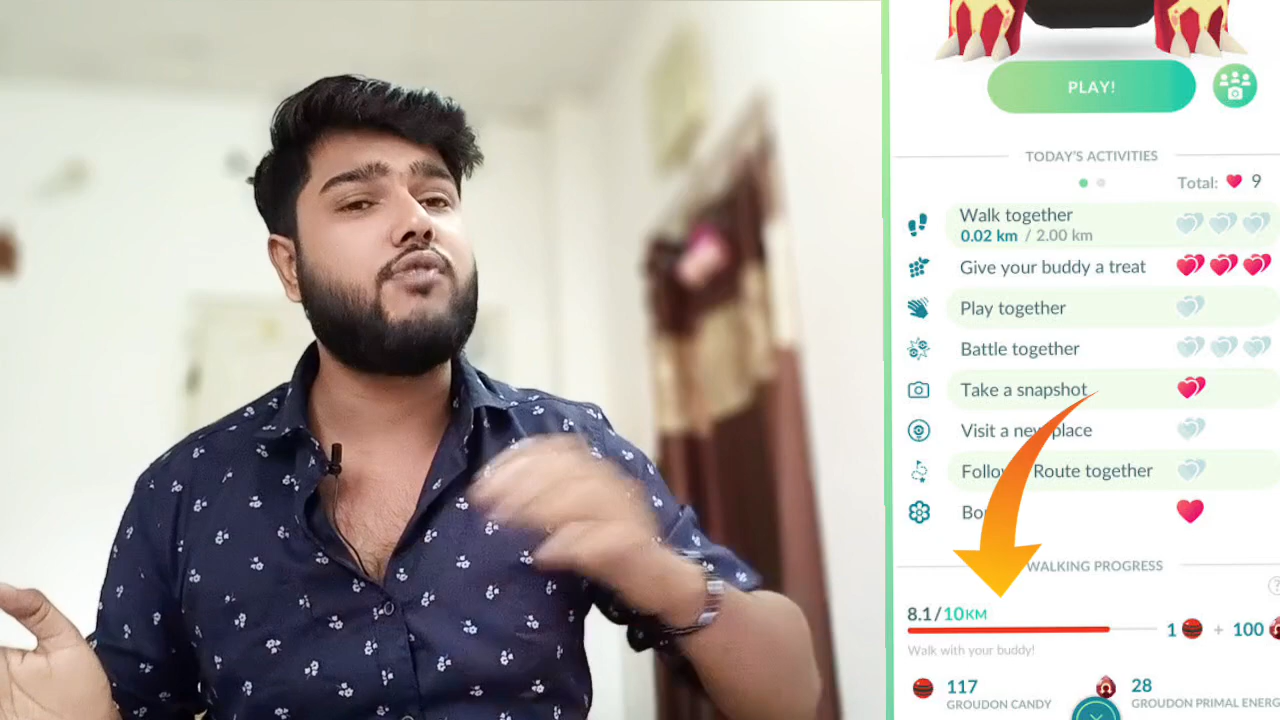 PLAY!
TODAY'S ACTIVITIES
Total: 9
Walk together
0.02 km / 2.00 km
Give your buddy a treat
Play together
Battle together
Take a snapshot
Visit a new place
Follow Route together
WALKING PROGRESS
8.1/10KM
1 + 100
Walk with your buddy!
117
GROUDON CANDY
28
GROUDON PRIMAL ENERG